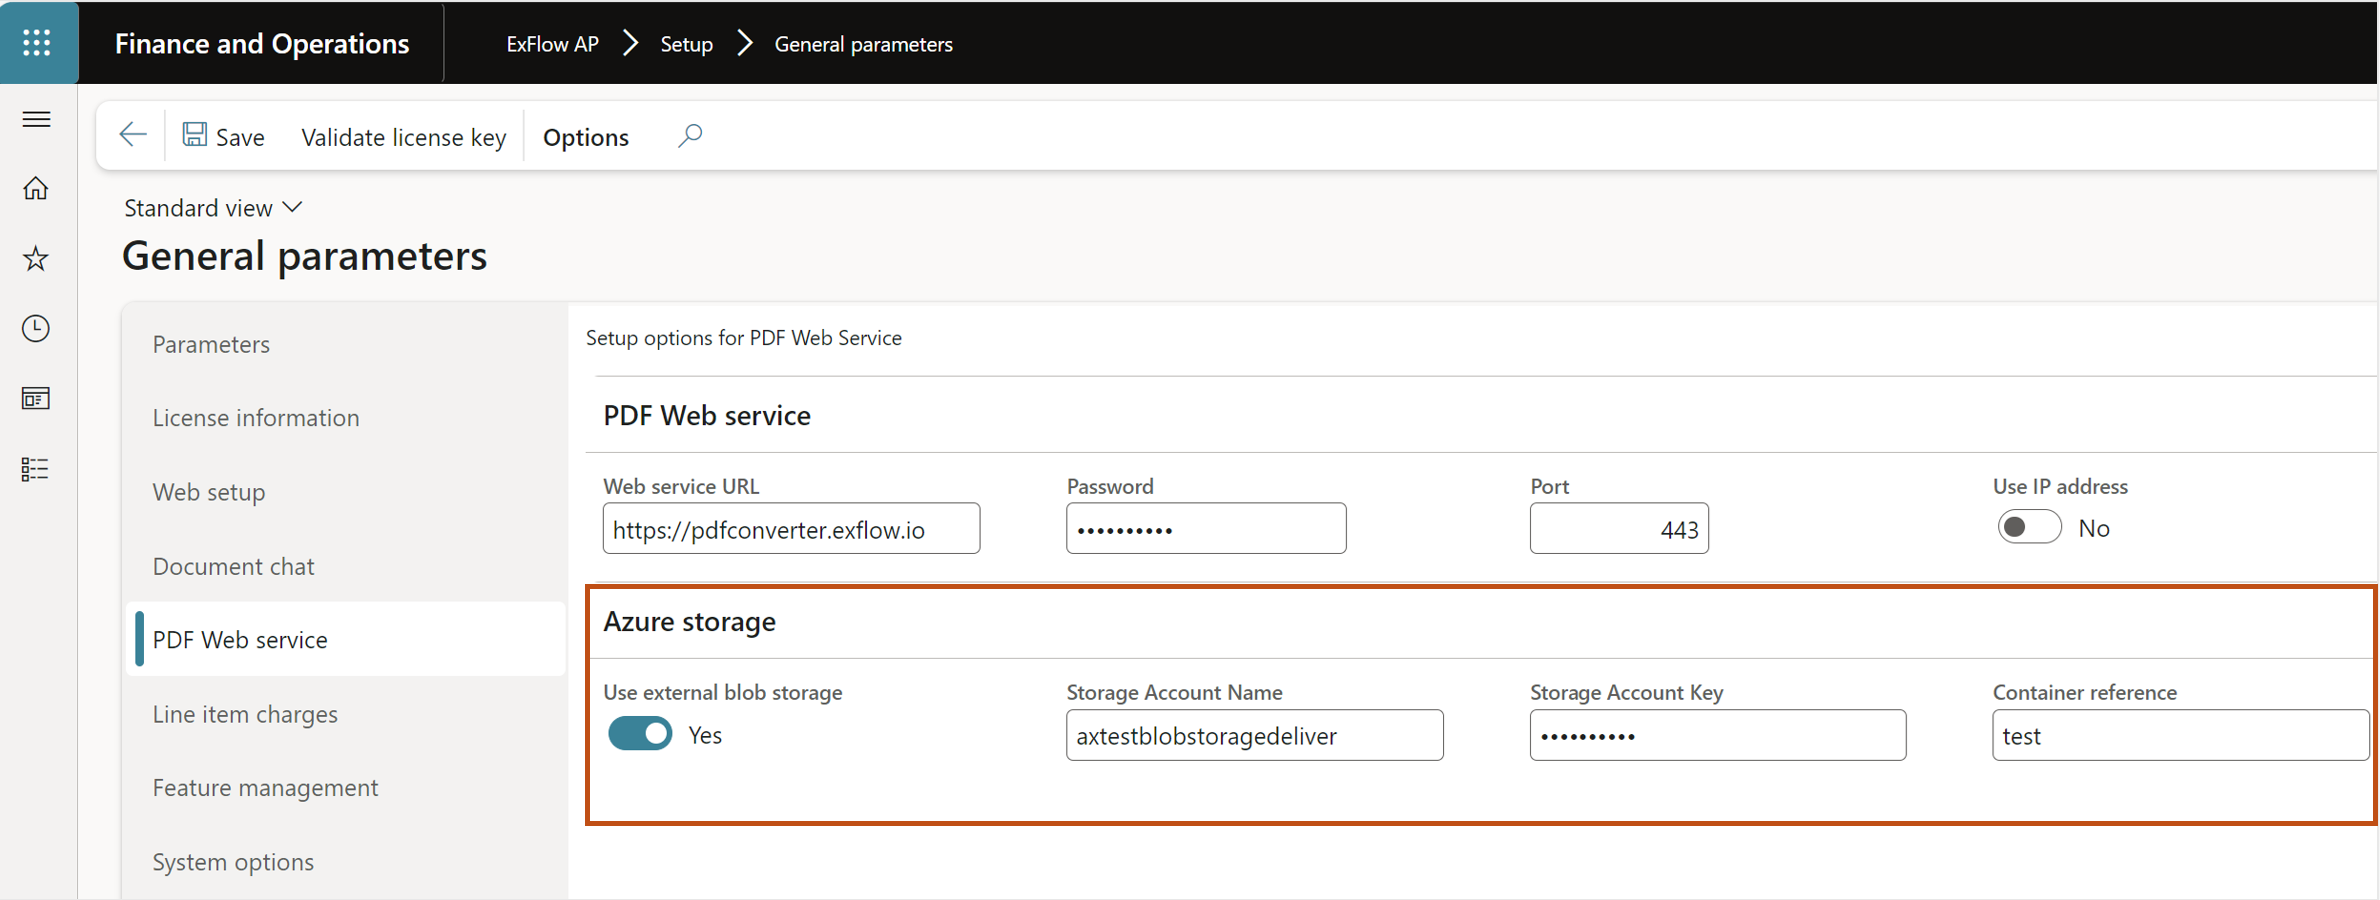 Finance and Operations
ExFlow AP > Setup > General parameters
Save Validate license key Options
Standard view
General parameters
Parameters
License information
Web setup
Document chat
PDF Web service
Line item charges
Feature management
System options
Setup options for PDF Web Service
PDF Web service
Web service URL Password Port Use IP address
https://pdfconverter.exflow.io •••••••••• 443 No
Azure storage
Use external blob storage Storage Account Name Storage Account Key Container reference
Yes axtestblobstoragedeliver •••••••••• test